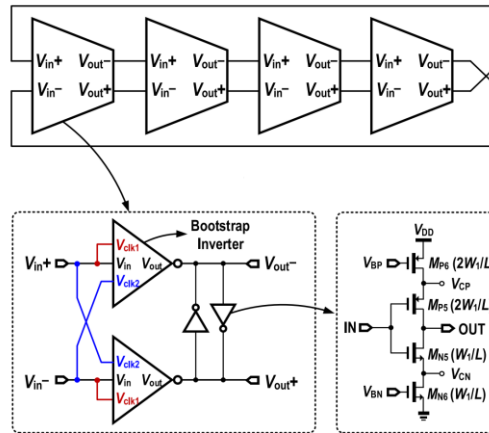 Vin+ Vout− Vin+ Vout− Vin+ Vout− Vin+ Vout−
Vin− Vout+ Vin− Vout+ Vin− Vout+ Vin− Vout+
Bootstrap
Inverter
Vin+ Vclk1 Vin Vout Vclk2 Vout−
Vin− Vclk2 Vin Vout Vclk1 Vout+
VDD
VBP MP6 (2W1/L)
VCP
MP5 (2W1/L)
IN OUT
MN5 (W1/L)
VCN
VBN MN6 (W1/L)